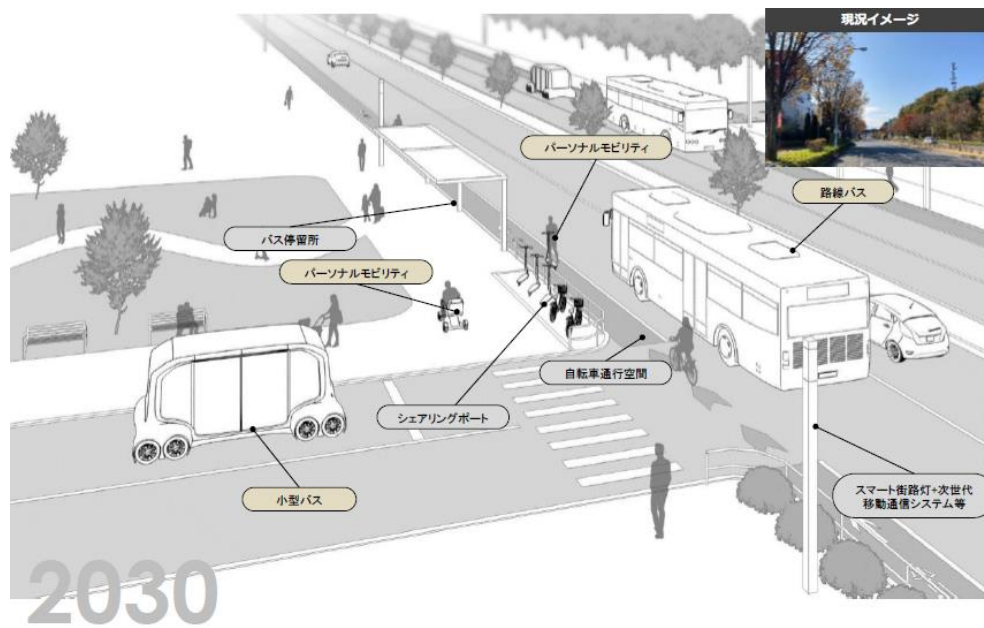 現況イメージ
パーソナルモビリティ
路線バス
バス停留所
パーソナルモビリティ
自転車通行空間
シェアリングポート
小型バス
スマート街路灯+次世代
移動通信システム等
2030